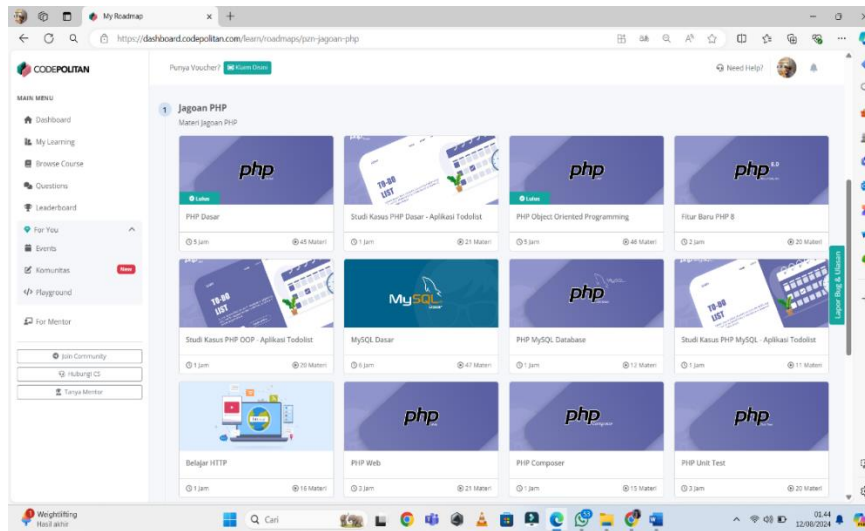 My Roadmap
https://dashboard.codepolitan.com/learn/roadmaps/pzn-jagoan-php
CODEPOLITAN
Punya Voucher?
Need Help?
MAIN MENU
Dashboard
My Learning
Browse Course
Questions
Leaderboard
For You
Events
Komunitas New
Playground
For Mentor
Join Community
Hubungi CS
Tanya Mentor
1 Jagoan PHP
Materi Jagoan PHP
php
Lulus
PHP Dasar
5 Jam 45 Materi
TO-DO
LIST
Studi Kasus PHP Dasar - Aplikasi Todolist
1 Jam 21 Materi
php
Lulus
PHP Object Oriented Programming
5 Jam 46 Materi
php 8.0
Fitur Baru PHP 8
2 Jam 20 Materi
TO-DO
LIST
Studi Kasus PHP OOP - Aplikasi Todolist
1 Jam 20 Materi
MySQL
MySQL Dasar
6 Jam 47 Materi
php
PHP MySQL Database
1 Jam 12 Materi
TO-DO
LIST
Studi Kasus PHP MySQL - Aplikasi Todolist
1 Jam 11 Materi
Belajar HTTP
1 Jam 16 Materi
php
PHP Web
3 Jam 21 Materi
php
PHP Composer
1 Jam 15 Materi
php
PHP Unit Test
3 Jam 20 Materi
Lapor Bug & Ulasan
Weightlifting
Hasil akhir
Cari
01.44
12/08/2024